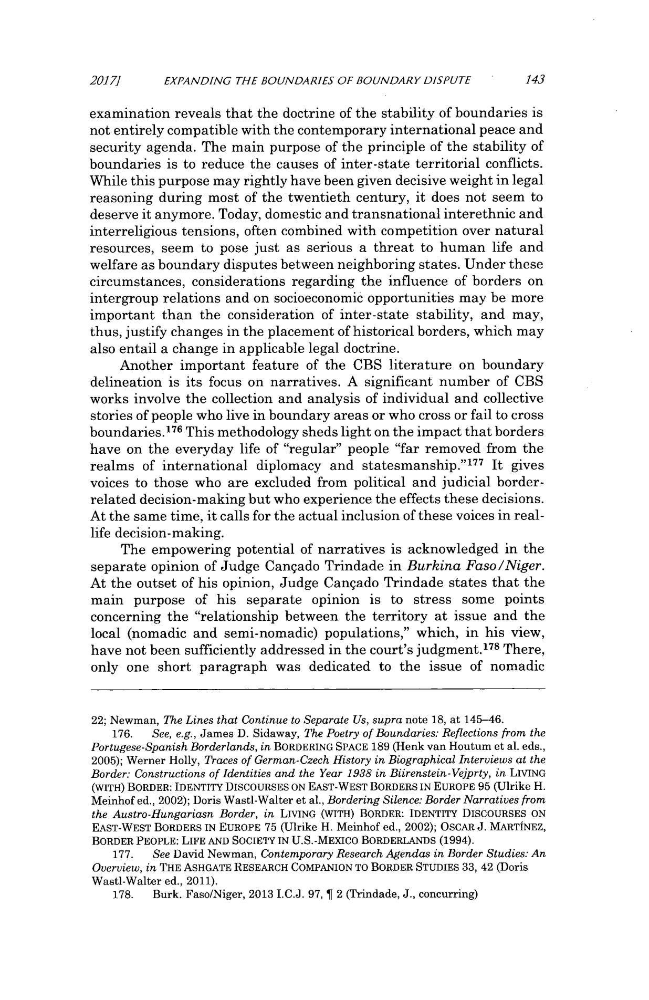 2017] EXPANDING THE BOUNDARIES OF BOUNDARY DISPUTE 143
examination reveals that the doctrine of the stability of boundaries is
not entirely compatible with the contemporary international peace and
security agenda. The main purpose of the principle of the stability of
boundaries is to reduce the causes of inter-state territorial conflicts.
While this purpose may rightly have been given decisive weight in legal
reasoning during most of the twentieth century, it does not seem to
deserve it anymore. Today, domestic and transnational interethnic and
interreligious tensions, often combined with competition over natural
resources, seem to pose just as serious a threat to human life and
welfare as boundary disputes between neighboring states. Under these
circumstances, considerations regarding the influence of borders on
intergroup relations and on socioeconomic opportunities may be more
important than the consideration of inter-state stability, and may,
thus, justify changes in the placement of historical borders, which may
also entail a change in applicable legal doctrine.
Another important feature of the CBS literature on boundary
delineation is its focus on narratives. A significant number of CBS
works involve the collection and analysis of individual and collective
stories of people who live in boundary areas or who cross or fail to cross
boundaries.176 This methodology sheds light on the impact that borders
have on the everyday life of “regular” people “far removed from the
realms of international diplomacy and statesmanship.”177 It gives
voices to those who are excluded from political and judicial border-
related decision-making but who experience the effects these decisions.
At the same time, it calls for the actual inclusion of these voices in real-
life decision-making.
The empowering potential of narratives is acknowledged in the
separate opinion of Judge Cançado Trindade in Burkina Faso/Niger.
At the outset of his opinion, Judge Cançado Trindade states that the
main purpose of his separate opinion is to stress some points
concerning the “relationship between the territory at issue and the
local (nomadic and semi-nomadic) populations,” which, in his view,
have not been sufficiently addressed in the court’s judgment.178 There,
only one short paragraph was dedicated to the issue of nomadic
22; Newman, The Lines that Continue to Separate Us, supra note 18, at 145–46.
176. See, e.g., James D. Sidaway, The Poetry of Boundaries: Reflections from the
Portugese-Spanish Borderlands, in BORDERING SPACE 189 (Henk van Houtum et al. eds.,
2005); Werner Holly, Traces of German-Czech History in Biographical Interviews at the
Border: Constructions of Identities and the Year 1938 in Biirenstein-Vejprty, in LIVING
(WITH) BORDER: IDENTITY DISCOURSES ON EAST-WEST BORDERS IN EUROPE 95 (Ulrike H.
Meinhof ed., 2002); Doris Wastl-Walter et al., Bordering Silence: Border Narratives from
the Austro-Hungariasn Border, in LIVING (WITH) BORDER: IDENTITY DISCOURSES ON
EAST-WEST BORDERS IN EUROPE 75 (Ulrike H. Meinhof ed., 2002); OSCAR J. MARTÍNEZ,
BORDER PEOPLE: LIFE AND SOCIETY IN U.S.-MEXICO BORDERLANDS (1994).
177. See David Newman, Contemporary Research Agendas in Border Studies: An
Overview, in THE ASHGATE RESEARCH COMPANION TO BORDER STUDIES 33, 42 (Doris
Wastl-Walter ed., 2011).
178. Burk. Faso/Niger, 2013 I.C.J. 97, ¶ 2 (Trindade, J., concurring)